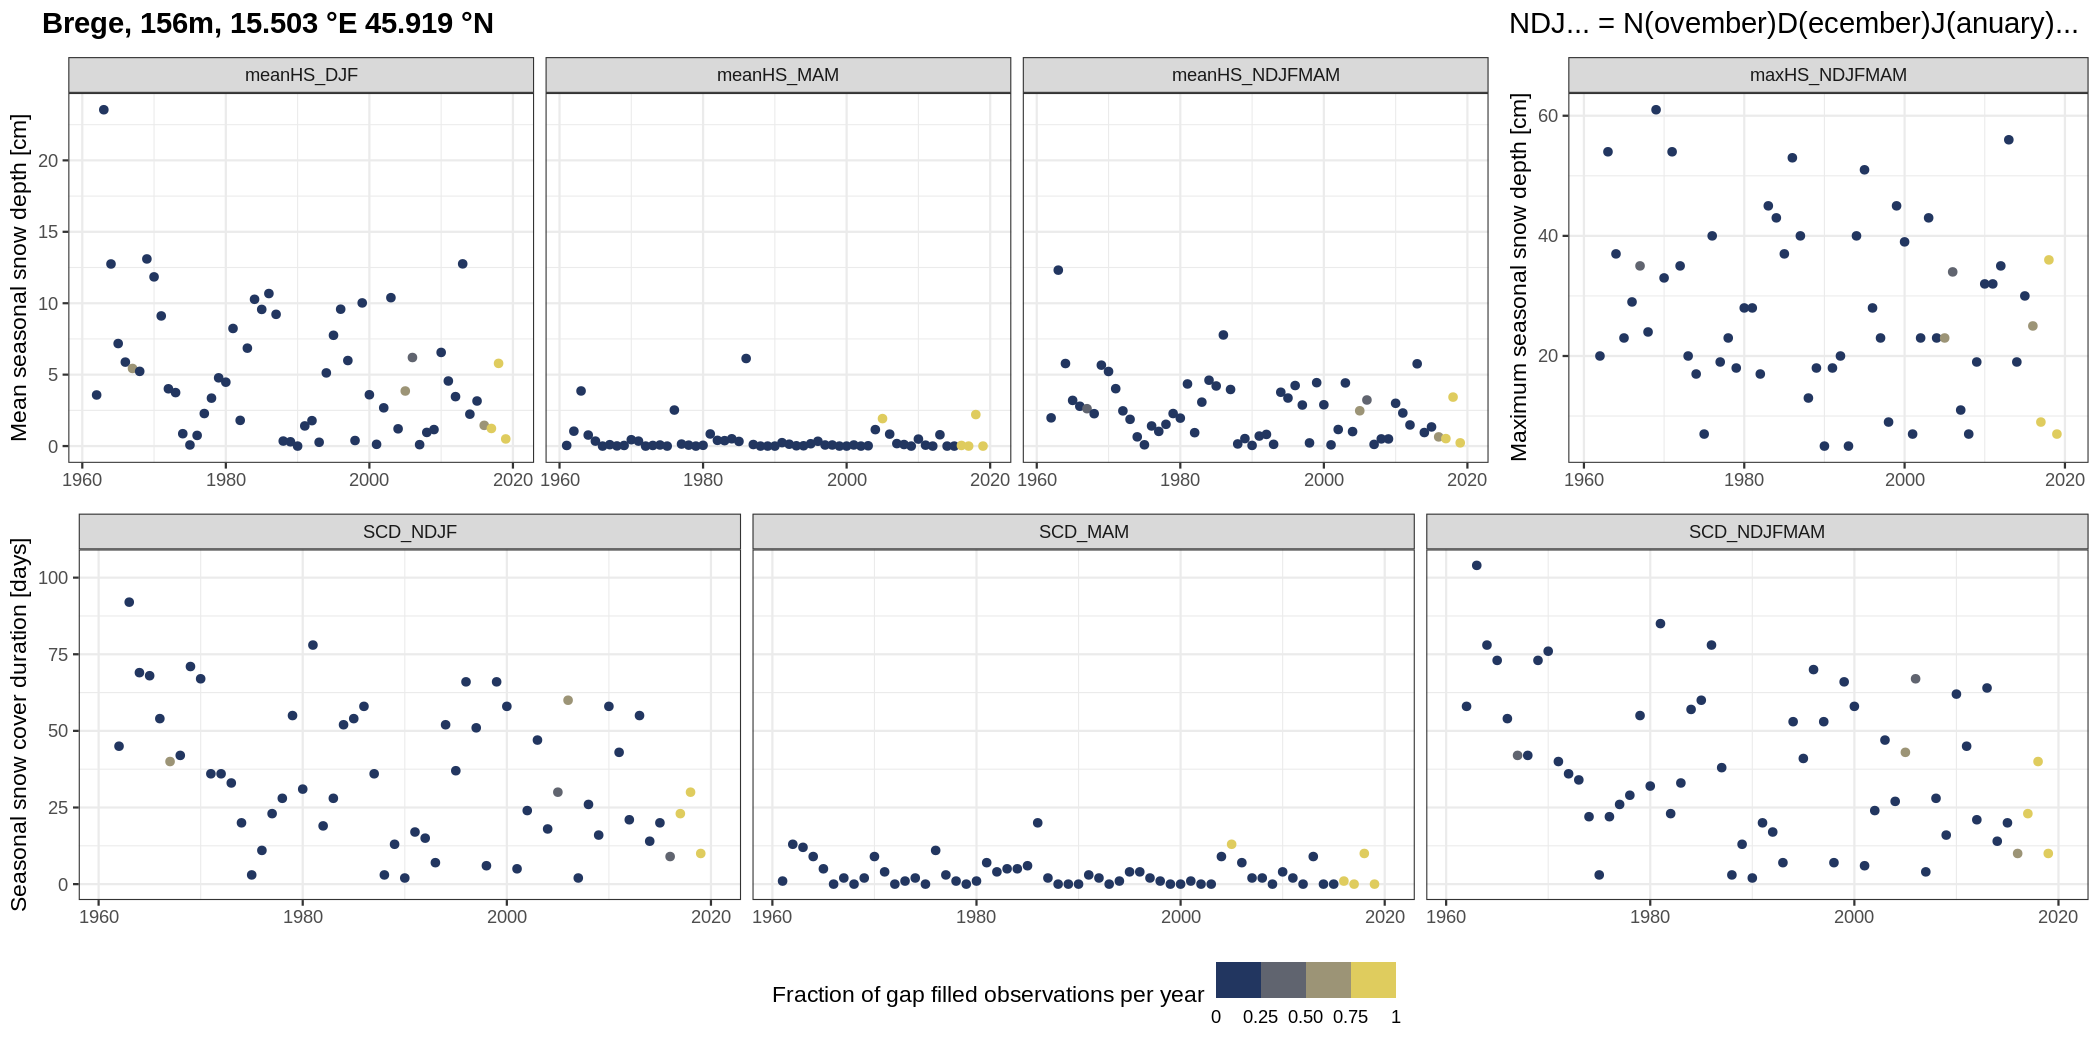 Brege, 156m, 15.503 °E 45.919 °N
NDJ... = N(ovember)D(ecember)J(anuary)...
meanHS_DJF
meanHS_MAM
meanHS_NDJFMAM
maxHS_NDJFMAM
Mean seasonal snow depth [cm]
20
15
10
5
0
1960 1980 2000 2020
1960 1980 2000 2020
1960 1980 2000 2020
Maximum seasonal snow depth [cm]
60
40
20
1960 1980 2000 2020
SCD_NDJF
SCD_MAM
SCD_NDJFMAM
Seasonal snow cover duration [days]
100
75
50
25
0
1960 1980 2000 2020
1960 1980 2000 2020
1960 1980 2000 2020
Fraction of gap filled observations per year
0 0.25 0.50 0.75 1